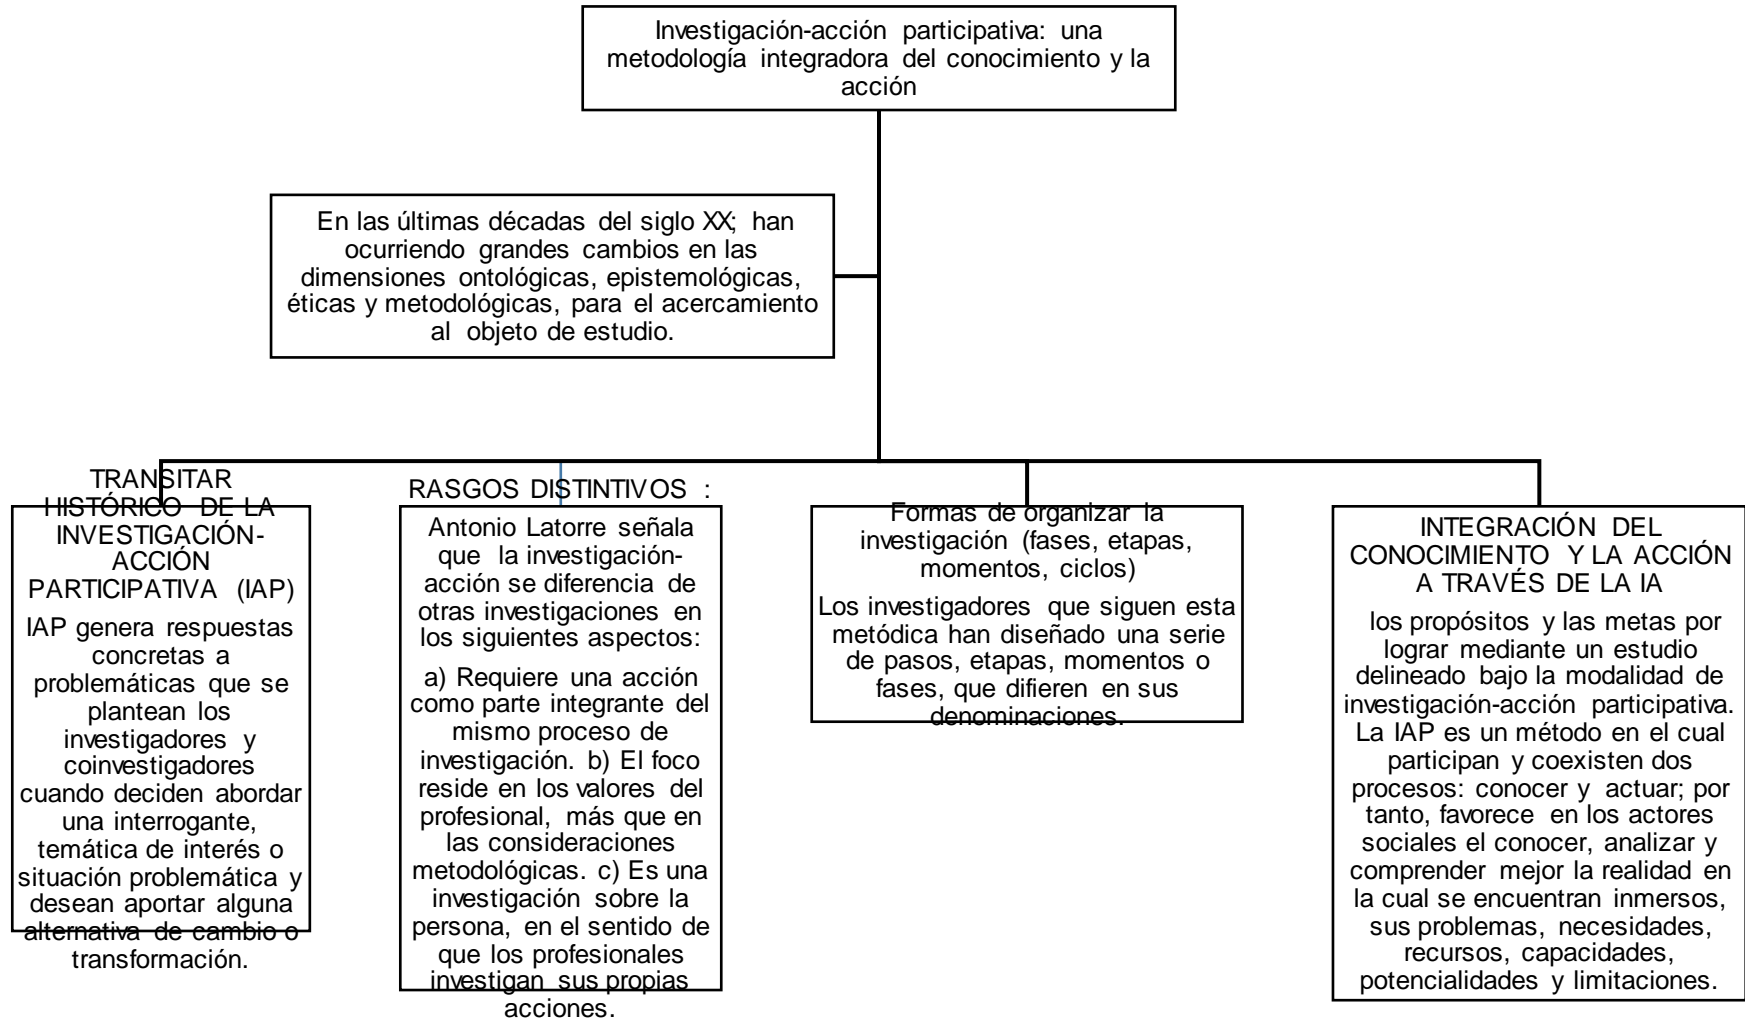 Investigación-acción participativa: una
metodología integradora del conocimiento y la
acción
En las últimas décadas del siglo XX; han
ocurriendo grandes cambios en las
dimensiones ontológicas, epistemológicas,
éticas y metodológicas, para el acercamiento
al objeto de estudio.
TRANSITAR
HISTÓRICO DE LA
INVESTIGACIÓN-
ACCIÓN
PARTICIPATIVA (IAP)
IAP genera respuestas
concretas a
problemáticas que se
plantean los
investigadores y
coinvestigadores
cuando deciden abordar
una interrogante,
temática de interés o
situación problemática y
desean aportar alguna
alternativa de cambio o
transformación.
RASGOS DISTINTIVOS :
Antonio Latorre señala
que la investigación-
acción se diferencia de
otras investigaciones en
los siguientes aspectos:
a) Requiere una acción
como parte integrante del
mismo proceso de
investigación. b) El foco
reside en los valores del
profesional, más que en
las consideraciones
metodológicas. c) Es una
investigación sobre la
persona, en el sentido de
que los profesionales
investigan sus propias
acciones.
Formas de organizar la
investigación (fases, etapas,
momentos, ciclos)
Los investigadores que siguen esta
metódica han diseñado una serie
de pasos, etapas, momentos o
fases, que difieren en sus
denominaciones.
INTEGRACIÓN DEL
CONOCIMIENTO Y LA ACCIÓN
A TRAVÉS DE LA IA
los propósitos y las metas por
lograr mediante un estudio
delineado bajo la modalidad de
investigación-acción participativa.
La IAP es un método en el cual
participan y coexisten dos
procesos: conocer y actuar; por
tanto, favorece en los actores
sociales el conocer, analizar y
comprender mejor la realidad en
la cual se encuentran inmersos,
sus problemas, necesidades,
recursos, capacidades,
potencialidades y limitaciones.